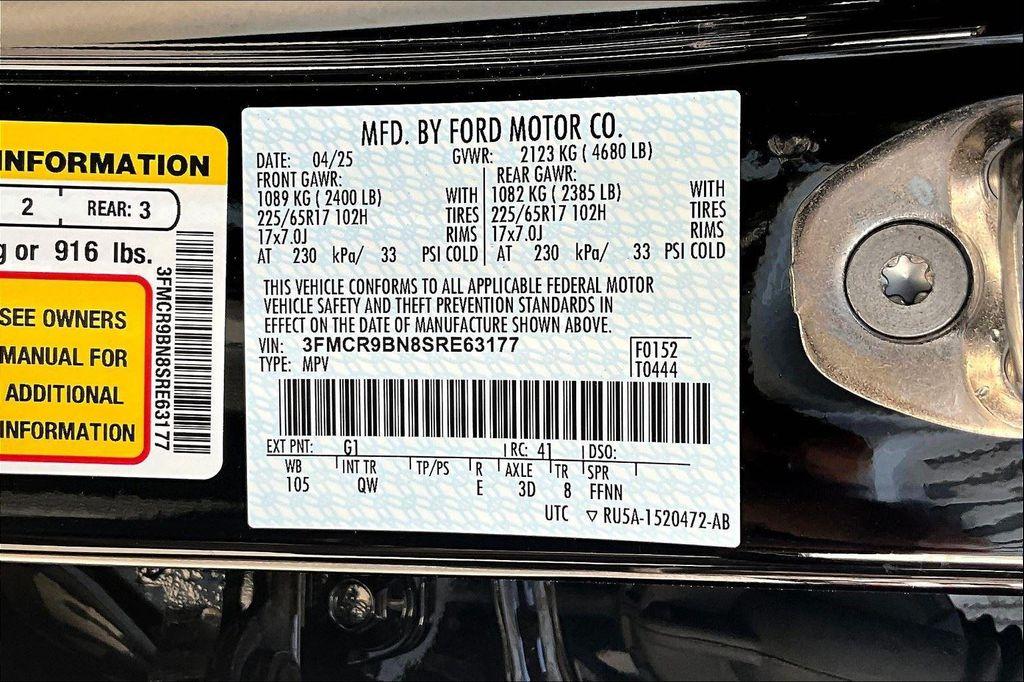 INFORMATION
2 REAR: 3
g or 916 lbs.
SEE OWNERS
MANUAL FOR
ADDITIONAL
INFORMATION
3FMCR9BN8SRE63177
MFD. BY FORD MOTOR CO.
DATE: 04/25 GVWR: 2123 KG ( 4680 LB)
FRONT GAWR: REAR GAWR:
1089 KG ( 2400 LB) WITH 1082 KG ( 2385 LB) WITH
225/65R17 102H TIRES 225/65R17 102H TIRES
17x7.0J RIMS 17x7.0J RIMS
AT 230 kPa/ 33 PSI COLD AT 230 kPa/ 33 PSI COLD
THIS VEHICLE CONFORMS TO ALL APPLICABLE FEDERAL MOTOR
VEHICLE SAFETY AND THEFT PREVENTION STANDARDS IN
EFFECT ON THE DATE OF MANUFACTURE SHOWN ABOVE.
VIN: 3FMCR9BN8SRE63177 F0152
TYPE: MPV T0444
EXT PNT: G1 RC: 41 DSO:
WB INT TR TP/PS R AXLE TR SPR
105 QW E 3D 8 FFNN
UTC ▽ RU5A-1520472-AB